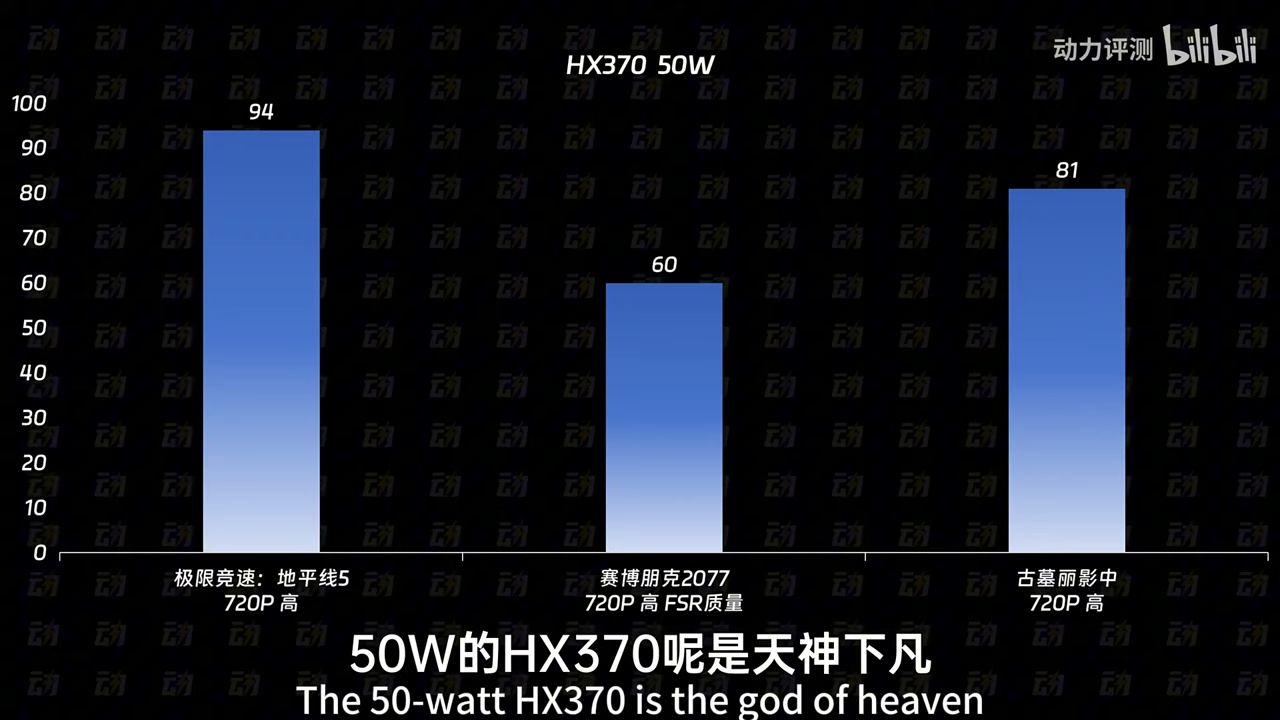 动力评测 bilibili
HX370 50W
100
90
80
70
60
50
40
30
20
10
0
94
60
81
极限竞速：地平线5
720P 高
赛博朋克2077
720P 高 FSR质量
古墓丽影中
720P 高
50W的HX370呢是天神下凡
The 50-watt HX370 is the god of heaven